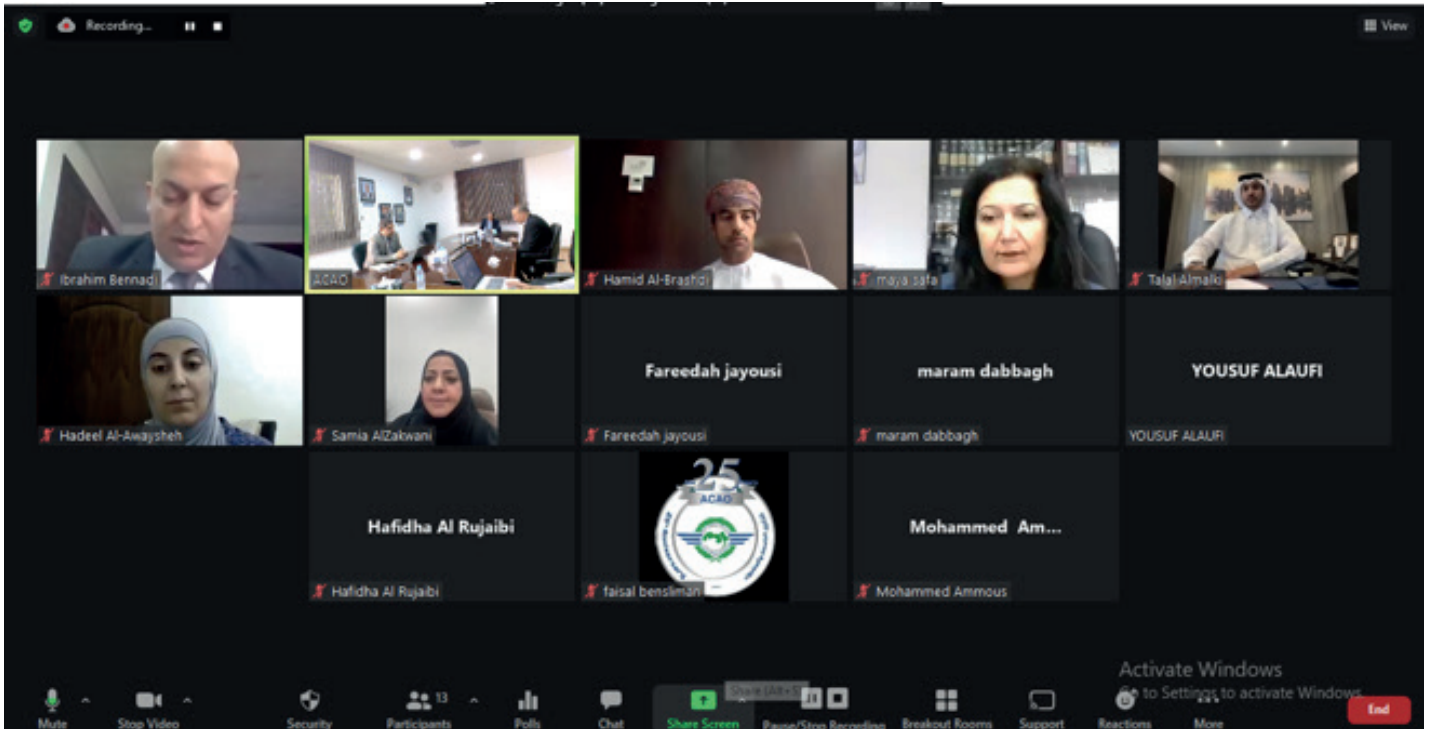 Recording...
View
Ibrahim Bennadi
ACAO
Hamid Al-Brashdi
maya safa
Talal-Almalki
Hadeel Al-Awaysheh
Samia AlZakwani
Fareedah jayousi
Fareedah jayousi
maram dabbagh
maram dabbagh
YOUSUF ALAUFI
YOUSUF ALAUFI
Hafidha Al Rujaibi
Hafidha Al Rujaibi
25
ACAO
faisal bensliman
Mohammed Am...
Mohammed Ammous
Activate Windows
Go to Settings to activate Windows.
Mute
Stop Video
Security
13
Participants
Polls
Chat
Share (Alt+S)
Share Screen
Pause/Stop Recording
Breakout Rooms
Support
Reactions
More
End